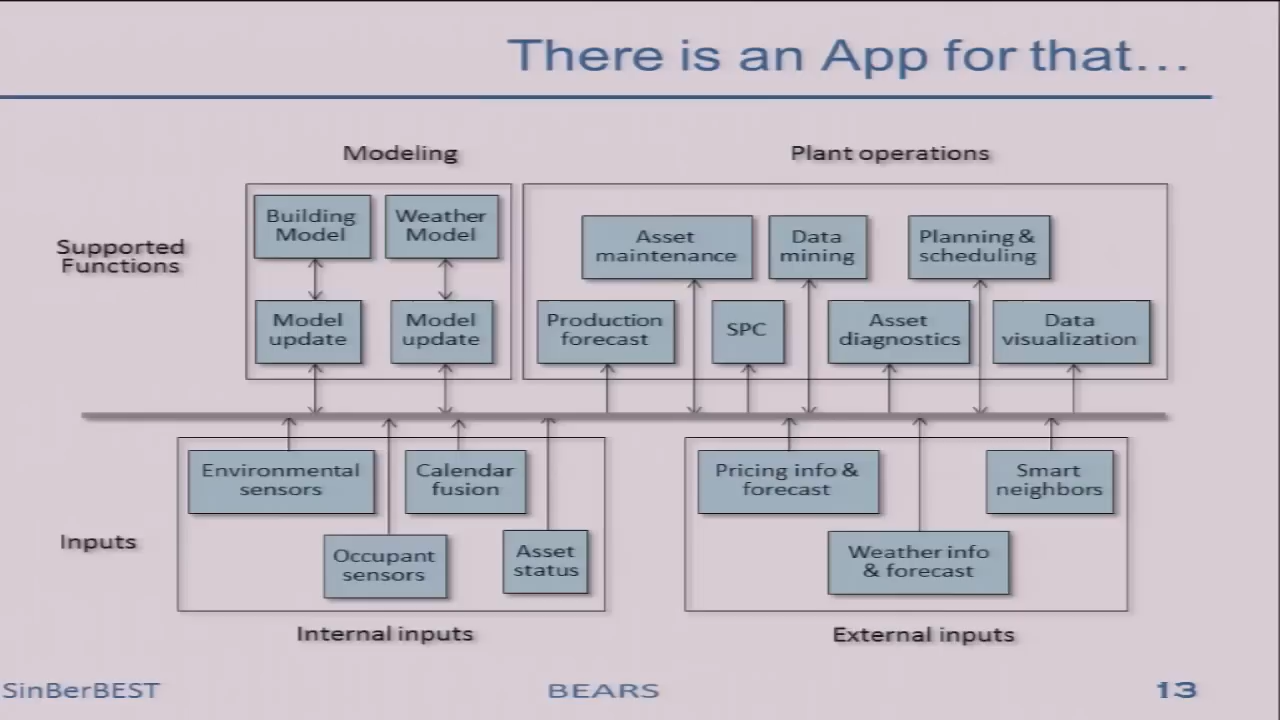 There is an App for that...
Modeling
Plant operations
Supported
Functions
Building
Model
Weather
Model
Asset
maintenance
Data
mining
Planning &
scheduling
Model
update
Model
update
Production
forecast
SPC
Asset
diagnostics
Data
visualization
Environmental
sensors
Calendar
fusion
Pricing info &
forecast
Smart
neighbors
Inputs
Occupant
sensors
Asset
status
Weather info
& forecast
Internal inputs
External inputs
SinBerBEST
BEARS
13